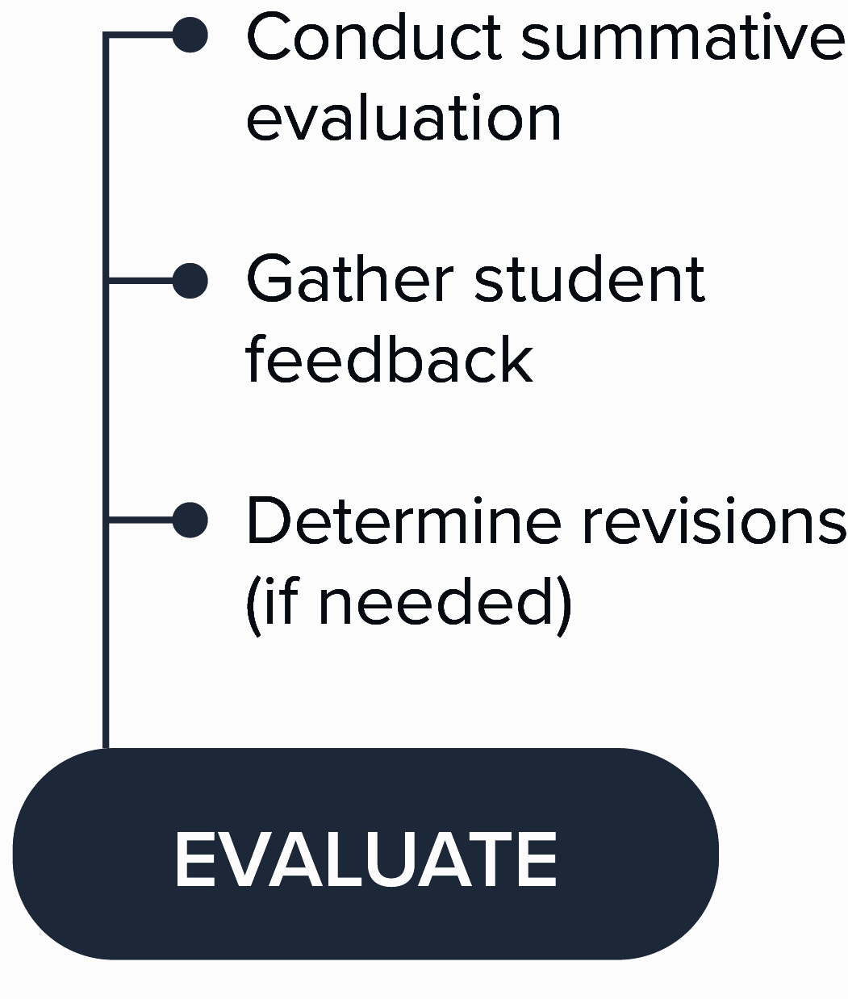 Conduct summative
evaluation
Gather student
feedback
Determine revisions
(if needed)
EVALUATE